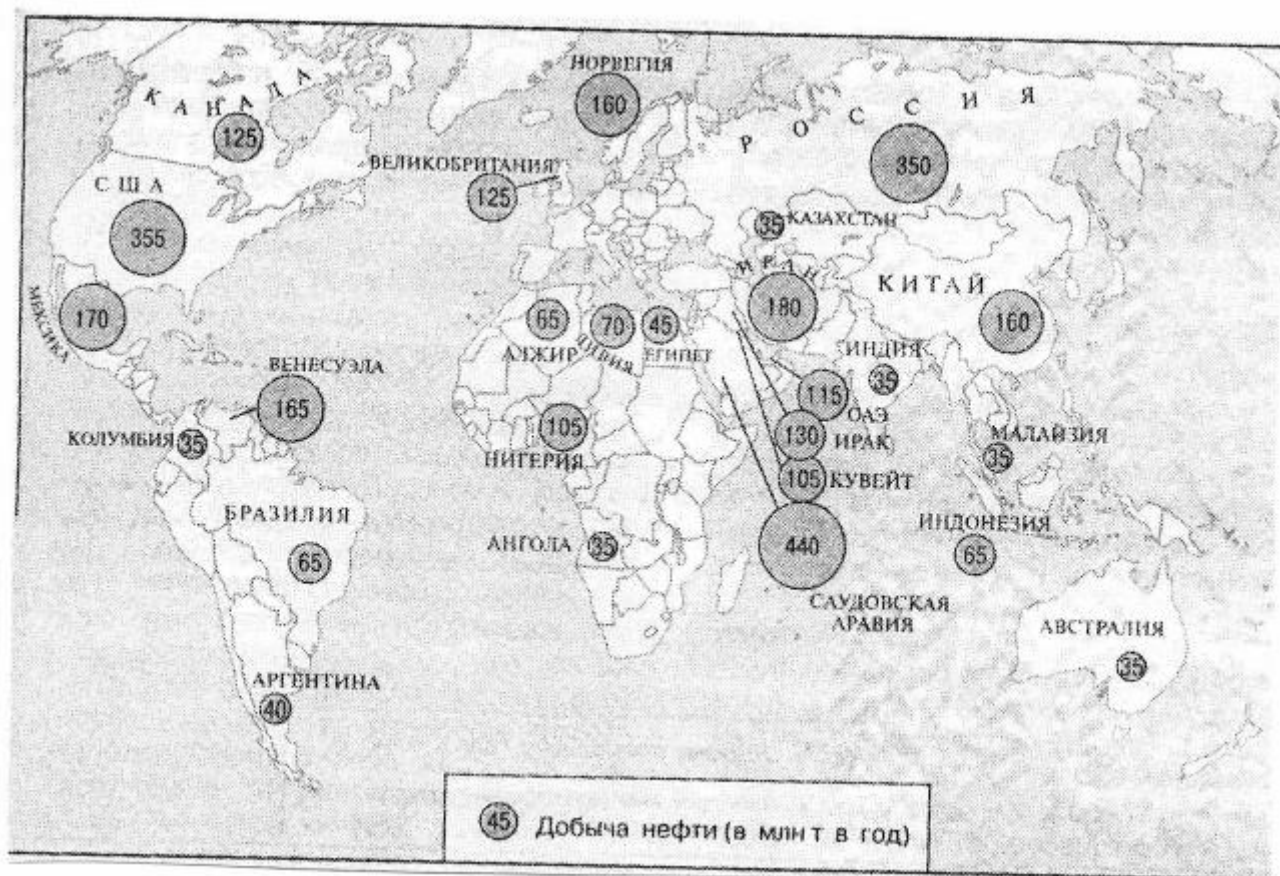 НОРВЕГИЯ
160
КАНАДА
125
РОССИЯ
350
ВЕЛИКОБРИТАНИЯ
125
США
355
35
КАЗАХСТАН
ИРАН
180
КИТАЙ
160
МЕКСИКА
170
65
АЛЖИР
70
ЛИВИЯ
45
ЕГИПЕТ
ИНДИЯ
35
ВЕНЕСУЭЛА
165
115
ОАЭ
КОЛУМБИЯ
35
105
НИГЕРИЯ
130
ИРАК
МАЛАЙЗИЯ
35
105
КУВЕЙТ
БРАЗИЛИЯ
65
АНГОЛА
35
440
САУДОВСКАЯ
АРАВИЯ
ИНДОНЕЗИЯ
65
АВСТРАЛИЯ
35
АРГЕНТИНА
40
45 Добыча нефти (в млн т в год)